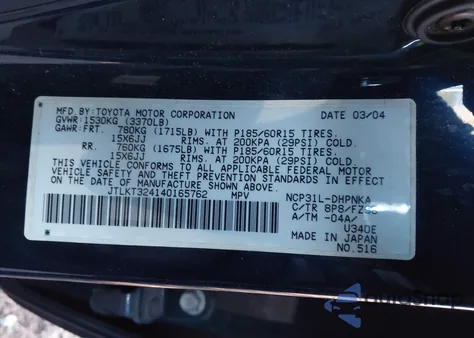 MFD. BY: TOYOTA MOTOR CORPORATION DATE 03/04
GVWR: 1530KG (3370LB)
GAWR: FRT. 780KG (1715LB) WITH P185/60R15 TIRES.
15X6JJ RIMS. AT 200KPA (29PSI) COLD.
RR. 760KG (1675LB) WITH P185/60R15 TIRES.
15X6JJ RIMS. AT 200KPA (29PSI) COLD.
THIS VEHICLE CONFORMS TO ALL APPLICABLE FEDERAL MOTOR
VEHICLE SAFETY AND THEFT PREVENTION STANDARDS IN EFFECT
ON THE DATE OF MANUFACTURE SHOWN ABOVE.
JTLKT324140165762 MPV NCP31L-DHPNKA
C/TR 8P8/
A/TM -04A/
U340E
MADE IN JAPAN
NO.516